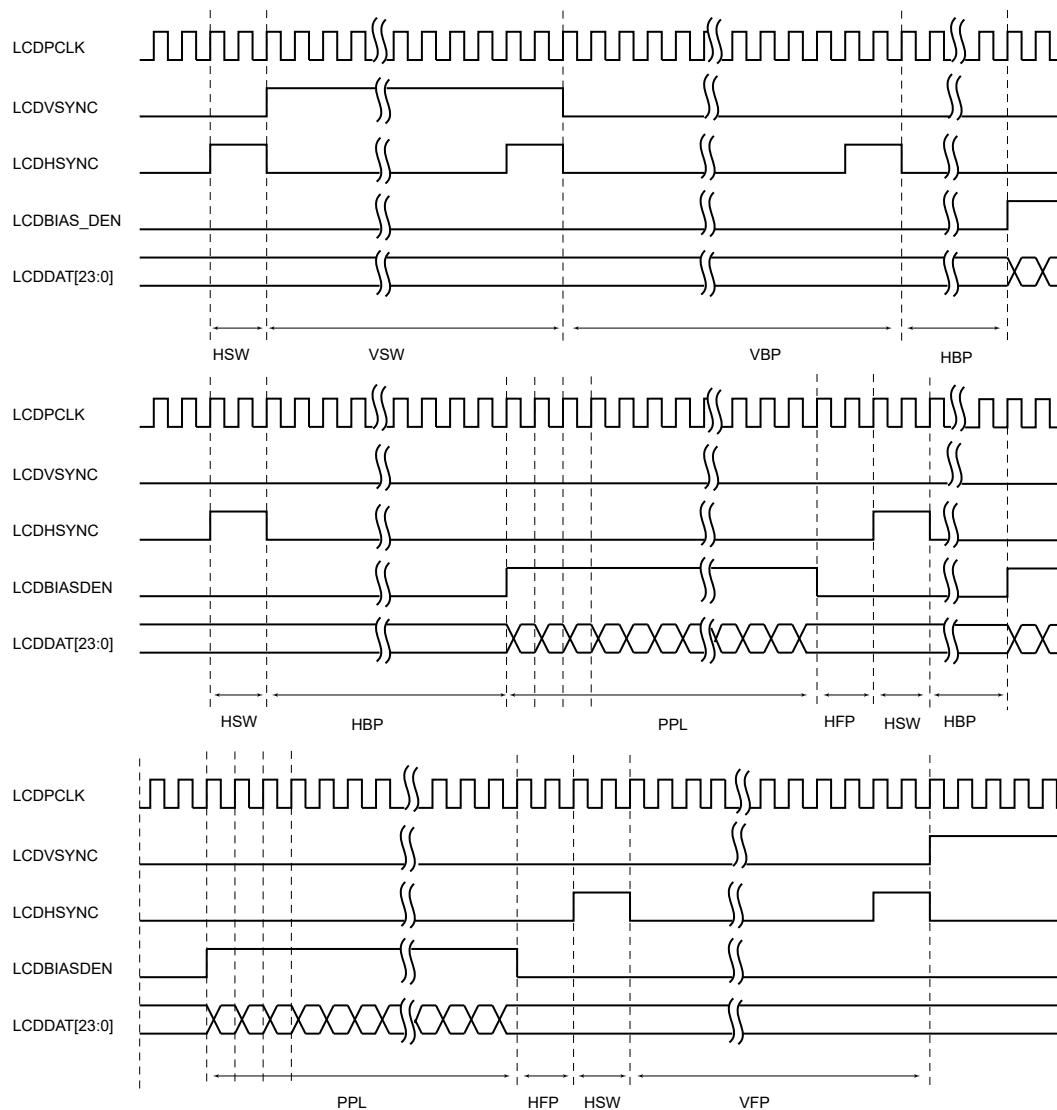 LCDPCLK
LCDVSYNC
LCDHSYNC
LCDBIAS_DEN
LCDDAT[23:0]
HSW VSW VBP HBP
LCDPCLK
LCDVSYNC
LCDHSYNC
LCDBIASDEN
LCDDAT[23:0]
HSW HBP PPL HFP HSW HBP
LCDPCLK
LCDVSYNC
LCDHSYNC
LCDBIASDEN
LCDDAT[23:0]
PPL HFP HSW VFP